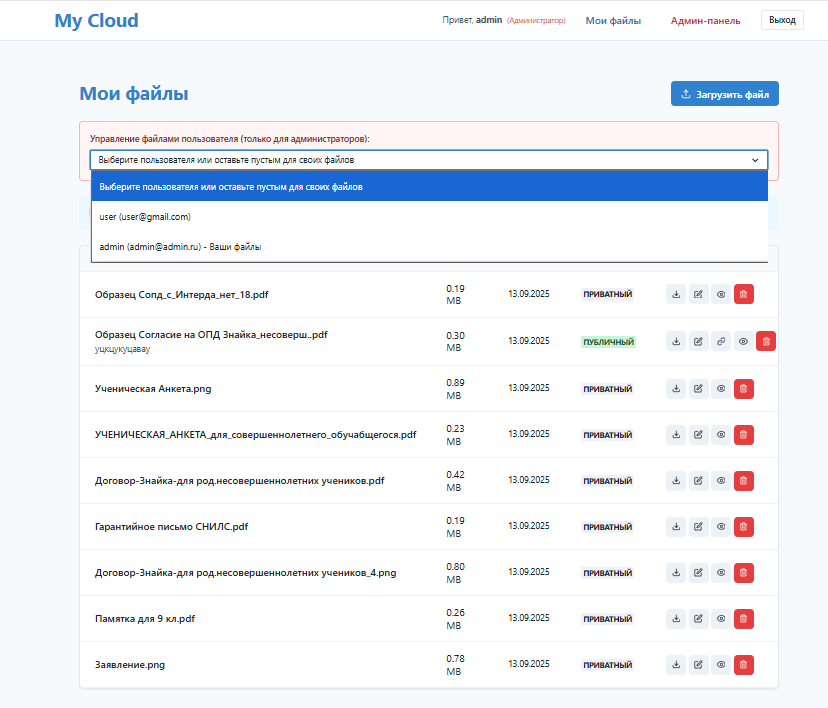 My Cloud
Привет, admin (Администратор)
Мои файлы
Админ-панель
Выход
Мои файлы
Загрузить файл
Управление файлами пользователя (только для администраторов):
Выберите пользователя или оставьте пустым для своих файлов
Выберите пользователя или оставьте пустым для своих файлов
user (user@gmail.com)
admin (admin@admin.ru) - Ваши файлы
Образец Сопд_с_Интерда_нет_18.pdf
0.19
MB
13.09.2025
ПРИВАТНЫЙ
Образец Согласие на ОПД Знайка_несоверш..pdf
уцкцукуцавау
0.30
MB
13.09.2025
ПУБЛИЧНЫЙ
Ученическая Анкета.png
0.89
MB
13.09.2025
ПРИВАТНЫЙ
УЧЕНИЧЕСКАЯ_АНКЕТА_для_совершеннолетнего_обучабщегося.pdf
0.23
MB
13.09.2025
ПРИВАТНЫЙ
Договор-Знайка-для род.несовершеннолетних учеников.pdf
0.42
MB
13.09.2025
ПРИВАТНЫЙ
Гарантийное письмо СНИЛС.pdf
0.19
MB
13.09.2025
ПРИВАТНЫЙ
Договор-Знайка-для род.несовершеннолетних учеников_4.png
0.80
MB
13.09.2025
ПРИВАТНЫЙ
Памятка для 9 кл.pdf
0.26
MB
13.09.2025
ПРИВАТНЫЙ
Заявление.png
0.78
MB
13.09.2025
ПРИВАТНЫЙ